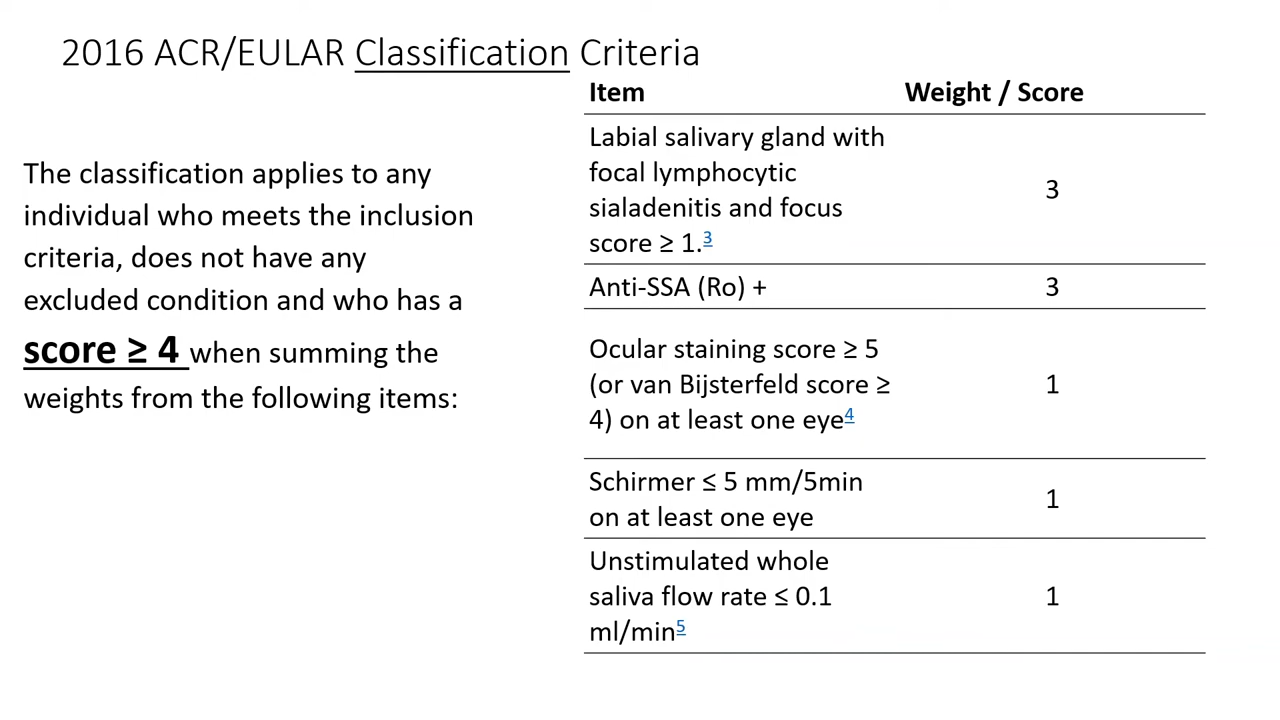 2016 ACR/EULAR Classification Criteria
The classification applies to any
individual who meets the inclusion
criteria, does not have any
excluded condition and who has a
score ≥ 4 when summing the
weights from the following items:
Item Weight / Score
Labial salivary gland with
focal lymphocytic
sialadenitis and focus
score ≥ 1.3
3
Anti-SSA (Ro) + 3
Ocular staining score ≥ 5
(or van Bijsterfeld score ≥
4) on at least one eye4
1
Schirmer ≤ 5 mm/5min
on at least one eye
1
Unstimulated whole
saliva flow rate ≤ 0.1
ml/min5
1